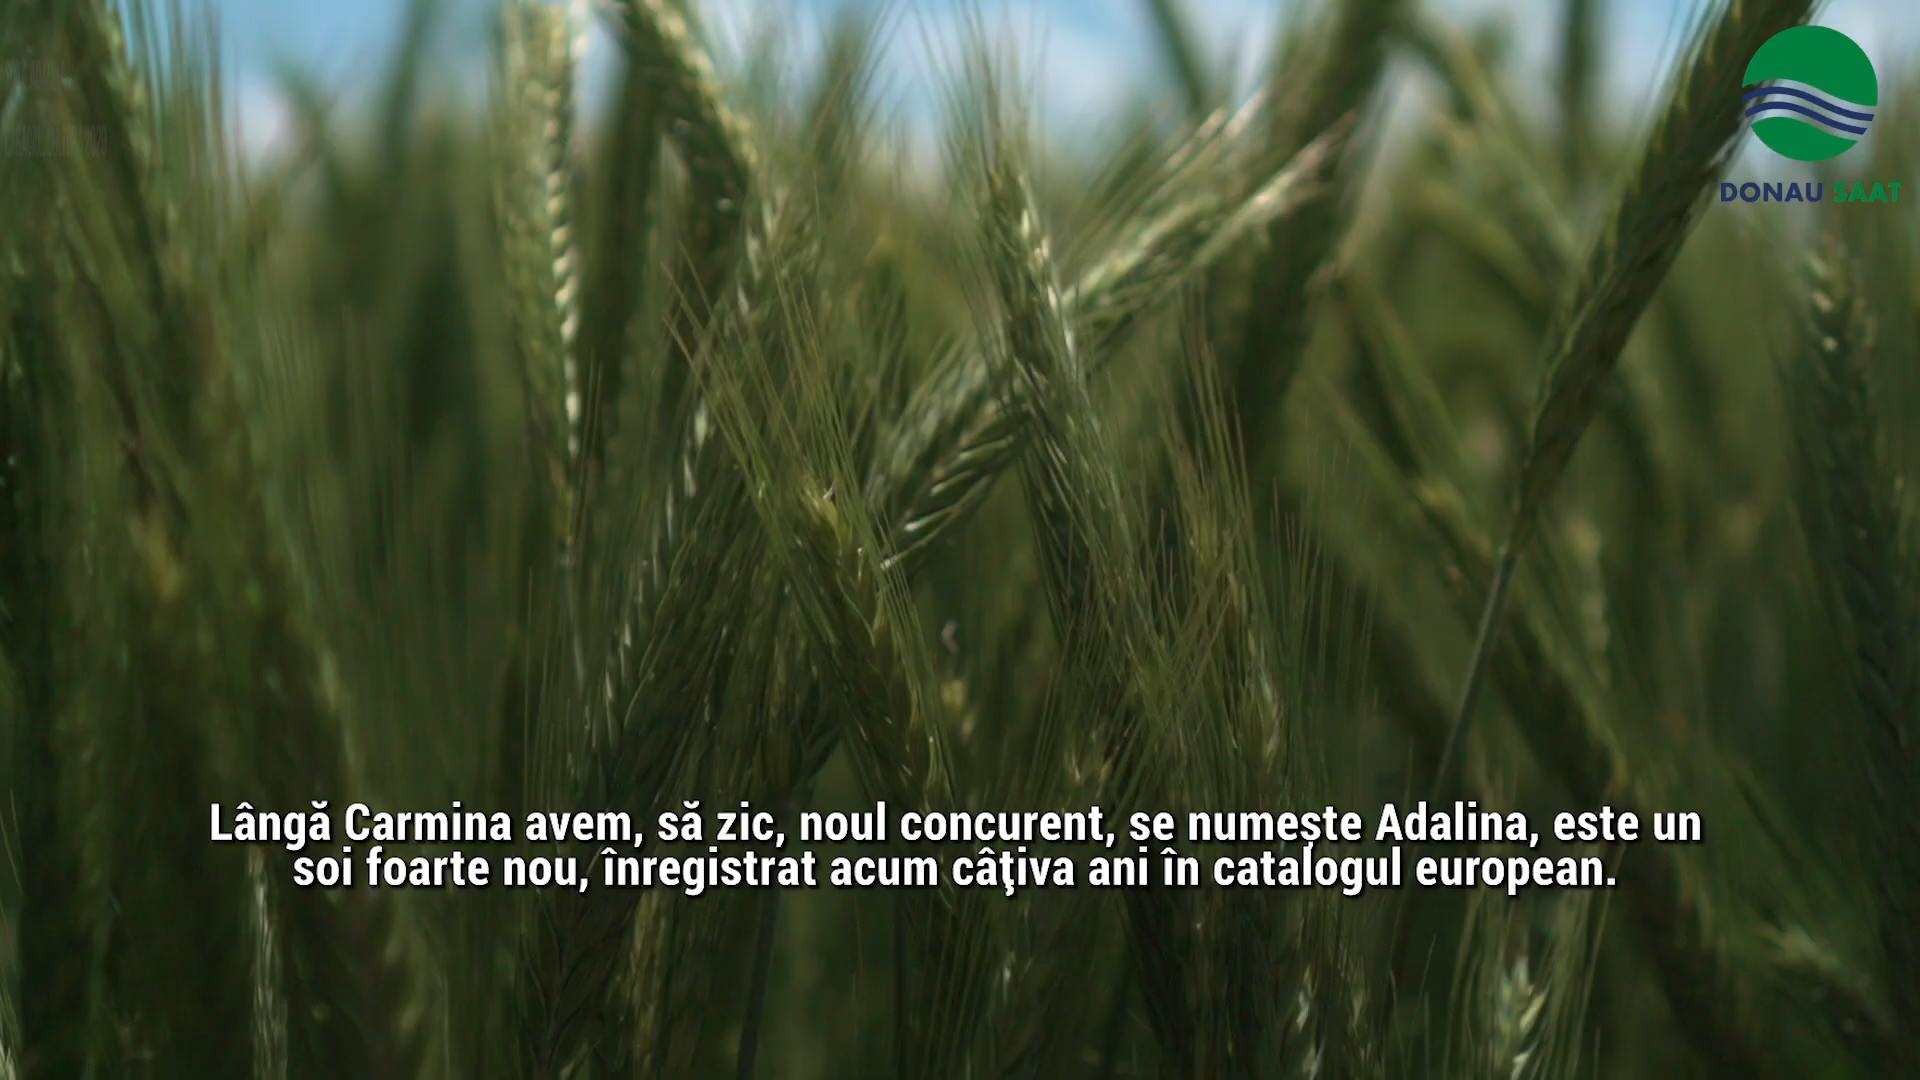 DONAU SAAT
Lângă Carmina avem, să zic, noul concurent, se numește Adalina, este un
soi foarte nou, înregistrat acum câţiva ani în catalogul european.